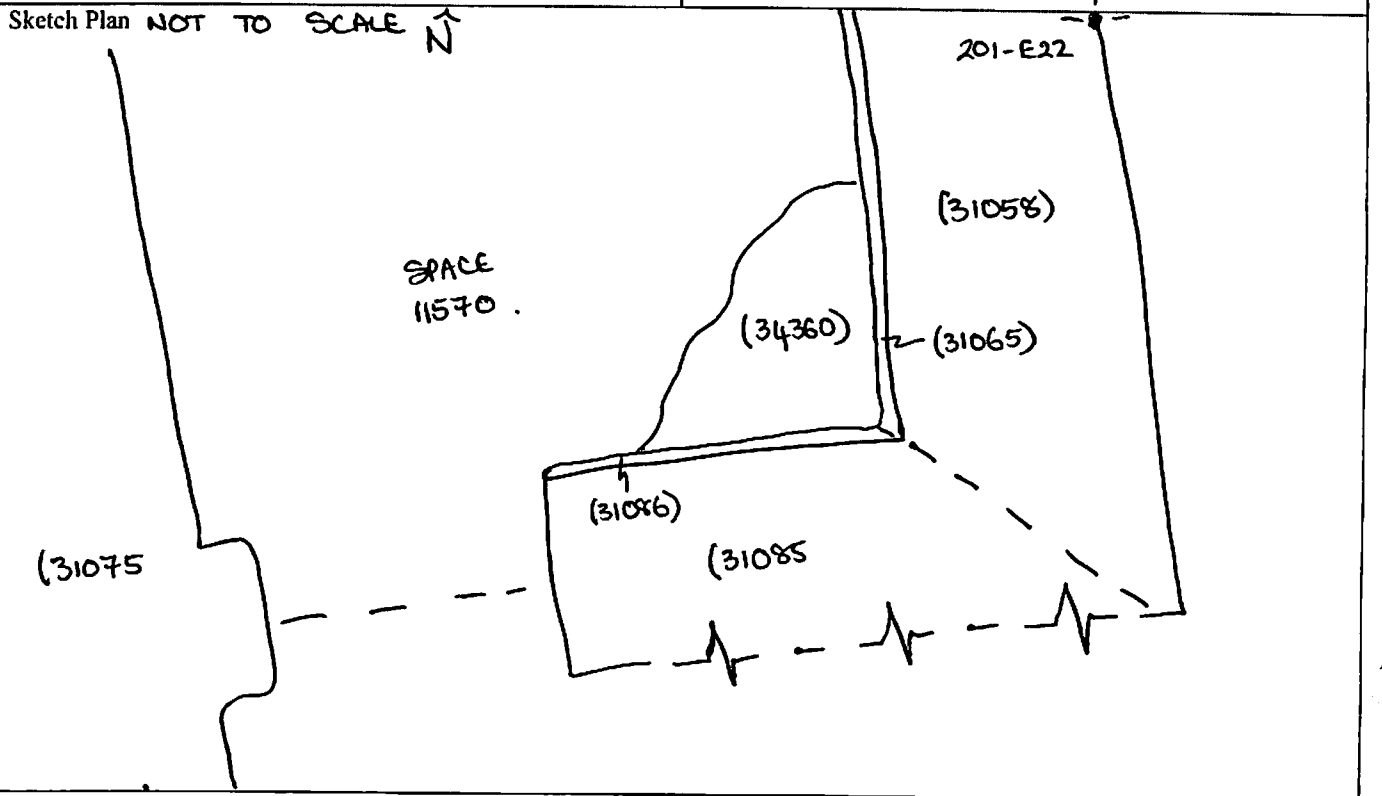 Sketch Plan NOT TO SCALE N
201-E22
(31058)
SPACE
11570.
(34360)
(31065)
(31086)
(31085
(31075